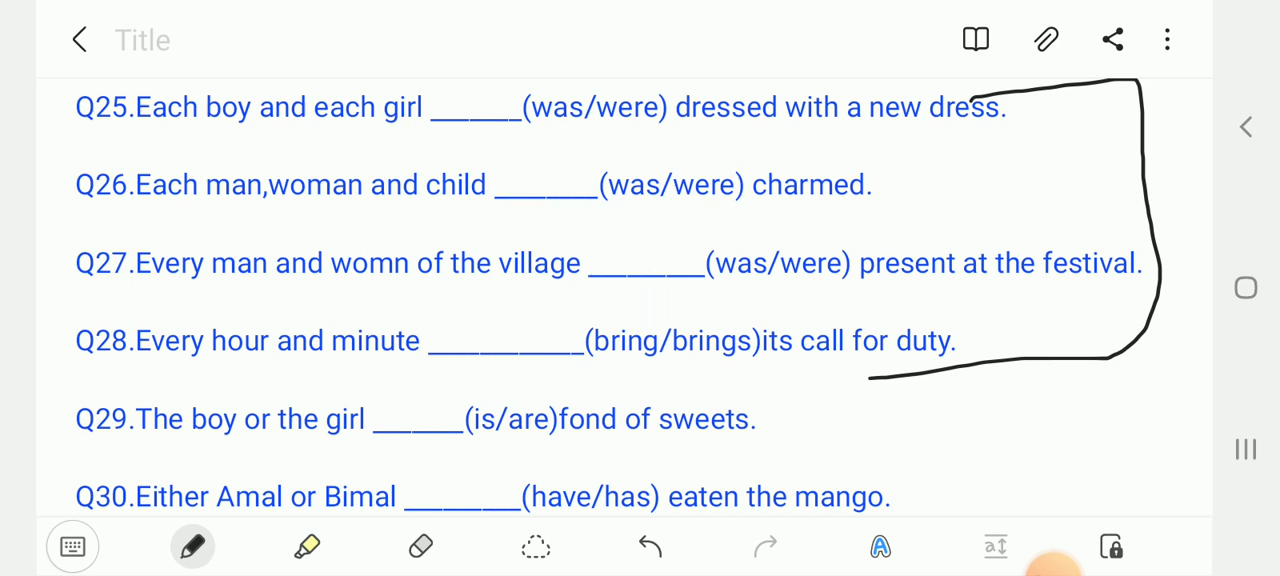 Title
Q25.Each boy and each girl ______(was/were) dressed with a new dress.
Q26.Each man,woman and child _______(was/were) charmed.
Q27.Every man and womn of the village ________(was/were) present at the festival.
Q28.Every hour and minute __________(bring/brings)its call for duty.
Q29.The boy or the girl ______(is/are)fond of sweets.
Q30.Either Amal or Bimal ________(have/has) eaten the mango.